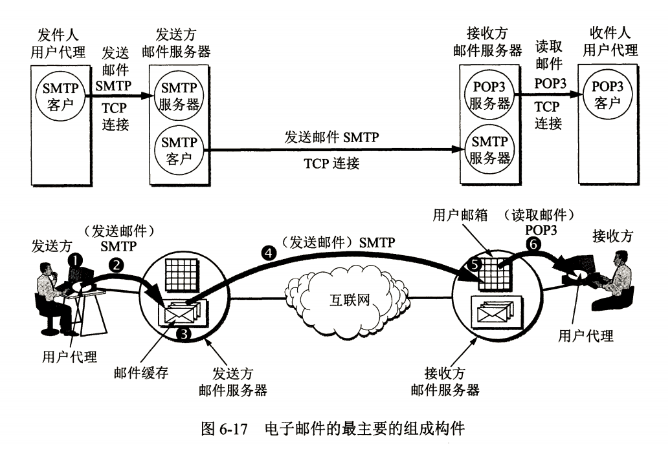 发件人
用户代理
发送
邮件
SMTP
TCP
连接
发送方
邮件服务器
接收方
邮件服务器
读取
邮件
POP3
TCP
连接
收件人
用户代理
SMTP
客户
SMTP
服务器
SMTP
客户
发送邮件 SMTP
TCP 连接
POP3
服务器
SMTP
服务器
POP3
客户
发送方
(发送邮件)
SMTP
❶
❷
❸
❹
(发送邮件) SMTP
用户邮箱
(读取邮件)
POP3
❺
❻
接收方
互联网
用户代理
邮件缓存
发送方
邮件服务器
接收方
邮件服务器
用户代理
图 6-17 电子邮件的最主要的组成构件